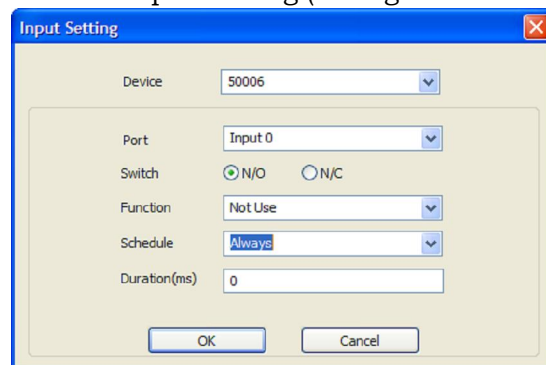 Input Setting
Device 50006
Port Input 0
Switch N/O N/C
Function Not Use
Schedule Always
Duration(ms) 0
OK Cancel